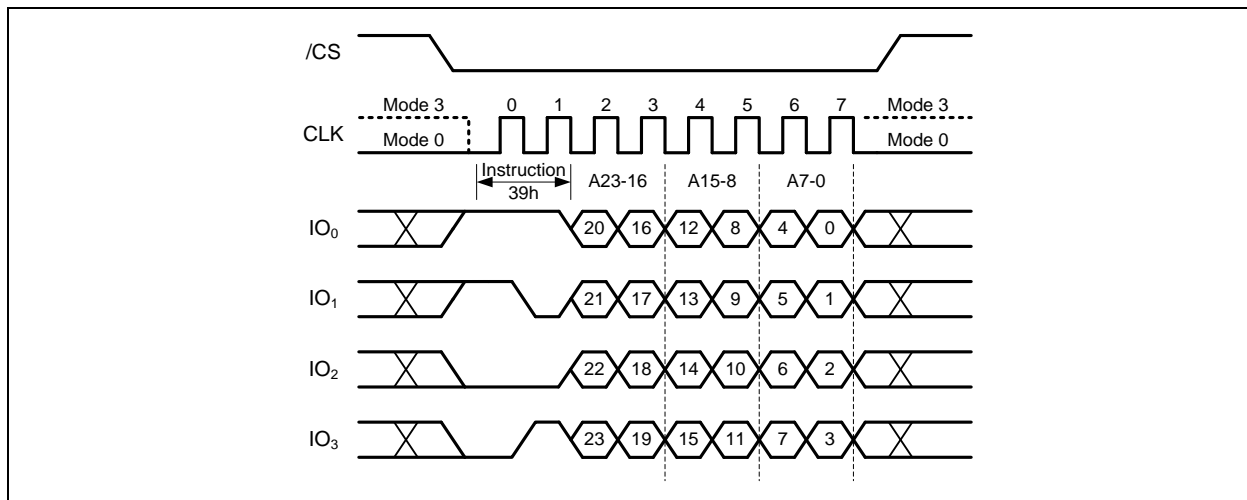 /CS
Mode 3 0 1 2 3 4 5 6 7 Mode 3
CLK Mode 0 Mode 0
Instruction
39h A23-16 A15-8 A7-0
IO0 20 16 12 8 4 0
IO1 21 17 13 9 5 1
IO2 22 18 14 10 6 2
IO3 23 19 15 11 7 3